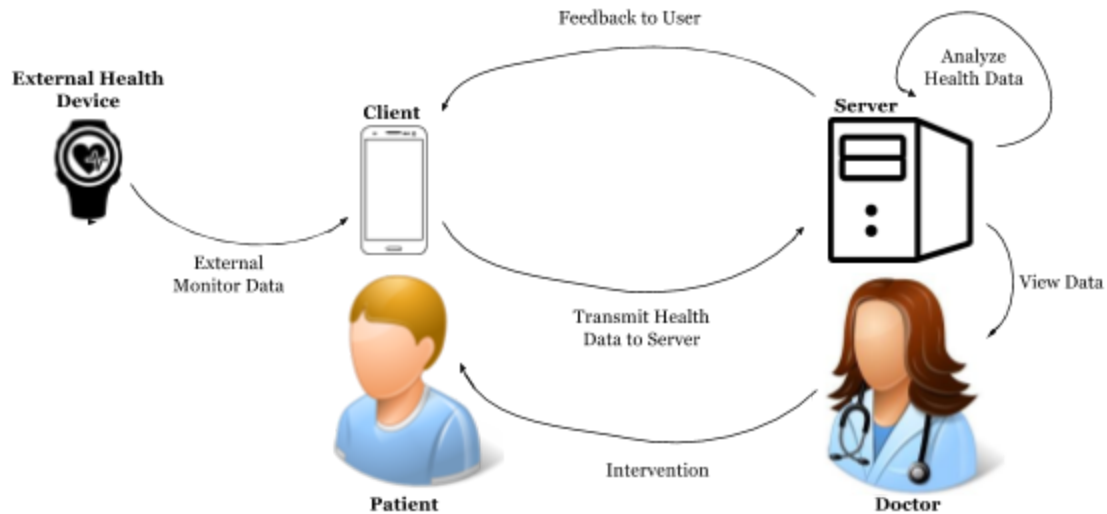 Feedback to User
Analyze
Health Data
External Health
Device
Client
Server
External
Monitor Data
View Data
Transmit Health
Data to Server
Intervention
Patient
Doctor